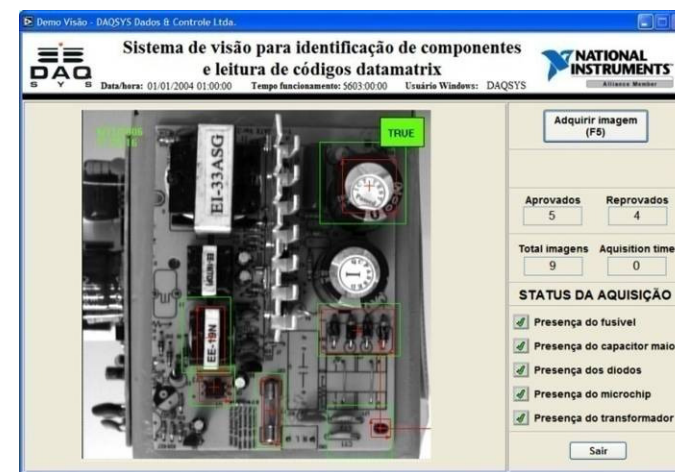 Demo Visão - DAQSYS Dados & Controle Ltda.
DAQ
SYS
Sistema de visão para identificação de componentes
e leitura de códigos datamatrix
Data/hora: 01/01/2004 01:00:00 Tempo funcionamento: 5603:00:00 Usuário Windows: DAQSYS
NATIONAL
INSTRUMENTS
Alliance Member
TRUE
EI-33ASG
EE-19N
Adquirir imagem
(F5)
Aprovados Reprovados
5 4
Total imagens Aquisition time
9 0
STATUS DA AQUISIÇÃO
Presença do fusível
Presença do capacitor maio
Presença dos diodos
Presença do microchip
Presença do transformador
Sair